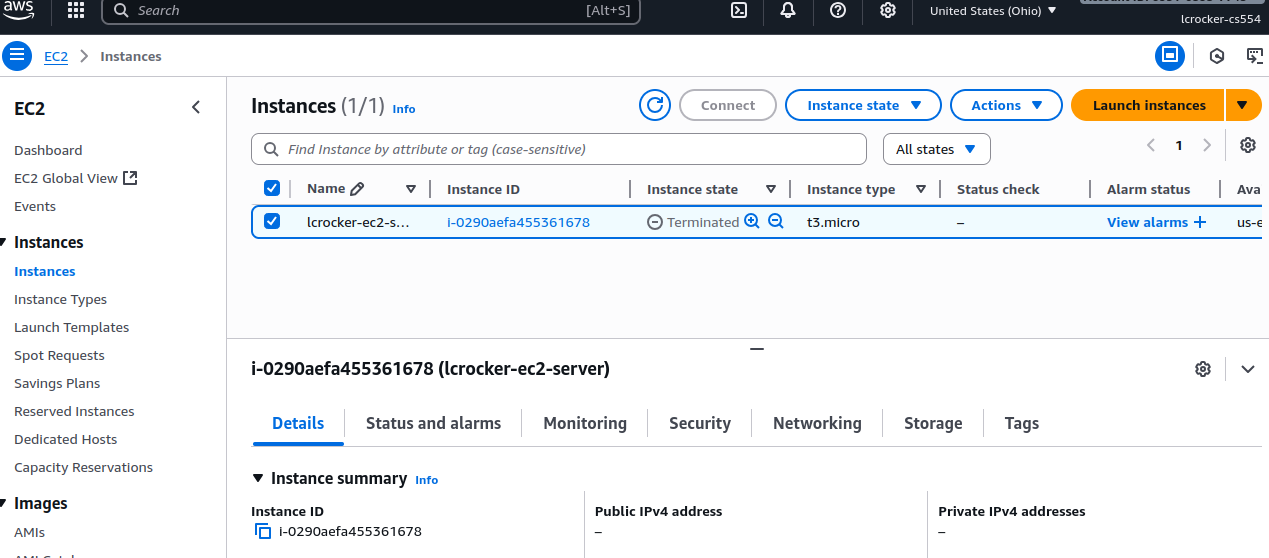 aws
Search [Alt+S]
United States (Ohio)
lcrocker-cs554
EC2 Instances
EC2
Dashboard
EC2 Global View
Events
Instances
Instances
Instance Types
Launch Templates
Spot Requests
Savings Plans
Reserved Instances
Dedicated Hosts
Capacity Reservations
Images
AMIs
Instances (1/1) Info
Connect Instance state Actions Launch instances
Find Instance by attribute or tag (case-sensitive) All states 1
Name Instance ID Instance state Instance type Status check Alarm status Ava
lcrocker-ec2-s... i-0290aefa455361678 Terminated t3.micro – View alarms + us-e
i-0290aefa455361678 (lcrocker-ec2-server)
Details Status and alarms Monitoring Security Networking Storage Tags
Instance summary Info
Instance ID Public IPv4 address Private IPv4 addresses
i-0290aefa455361678 – –